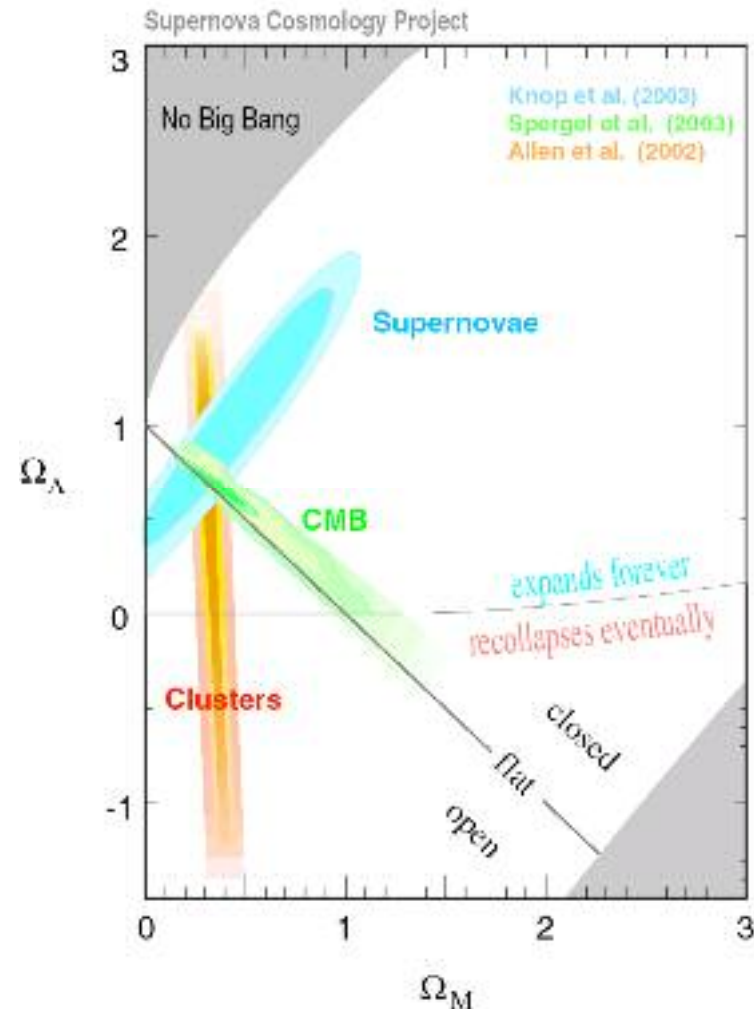 Supernova Cosmology Project
3
No Big Bang
Knop et al. (2003)
Spergel et al. (2003)
Allen et al. (2002)
2
Supernovae
1
Ω_Λ
CMB
expands forever
0
recollapses eventually
Clusters
closed
flat
-1
open
0 1 2 3
Ω_M